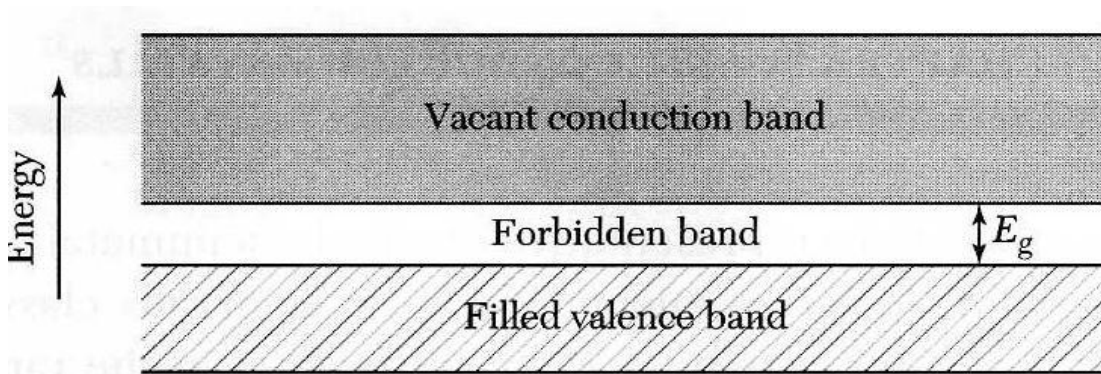 Vacant conduction band
Energy
Forbidden band
E_g
Filled valence band